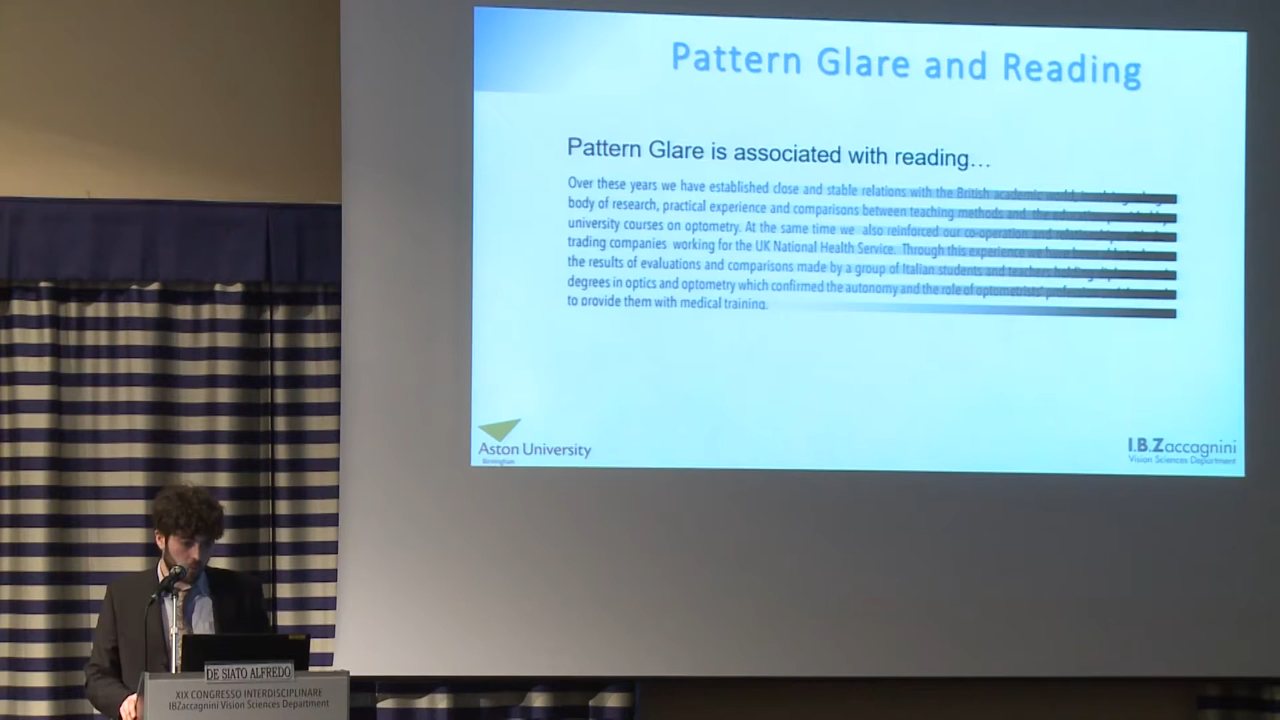 Pattern Glare and Reading
Pattern Glare is associated with reading…
Over these years we have established close and stable relations with the British academic world,
body of research, practical experience and comparisons between teaching methods and the
university courses on optometry. At the same time we also reinforced our co-operation and
trading companies working for the UK National Health Service. Through this experience we have
the results of evaluations and comparisons made by a group of Italian students and teachers holding
degrees in optics and optometry which confirmed the autonomy and the role of optometrists'
to provide them with medical training.
Aston University
Birmingham
I.B.Zaccagnini
Vision Sciences Department
DE SIATO ALFREDO
XIX CONGRESSO INTERDISCIPLINARE
IBZaccagnini Vision Sciences Department